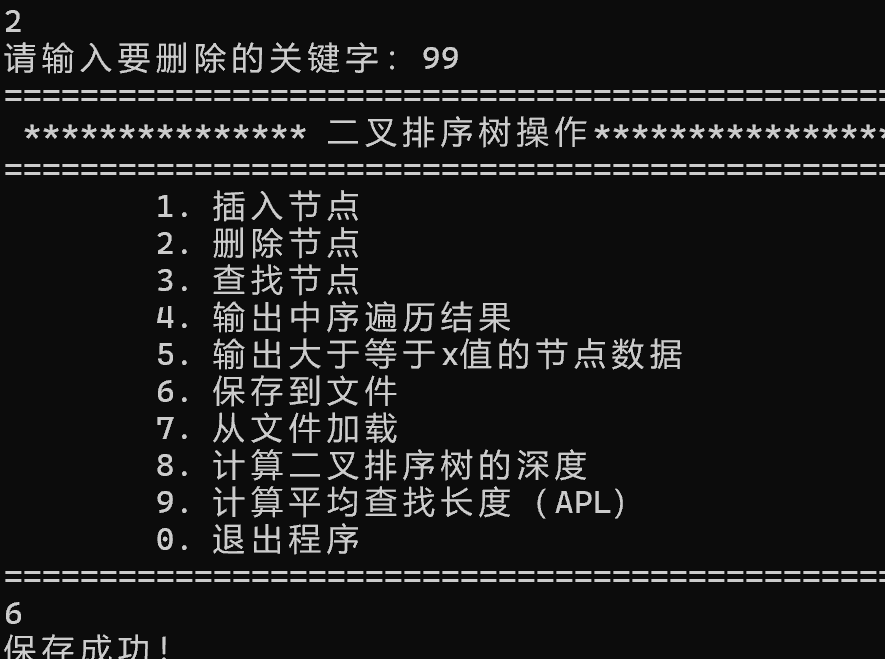 2
请输入要删除的关键字: 99
===============================================
*************** 二叉排序树操作****************
===============================================
1. 插入节点
2. 删除节点
3. 查找节点
4. 输出中序遍历结果
5. 输出大于等于x值的节点数据
6. 保存到文件
7. 从文件加载
8. 计算二叉排序树的深度
9. 计算平均查找长度（APL）
0. 退出程序
===============================================
6
保存成功!